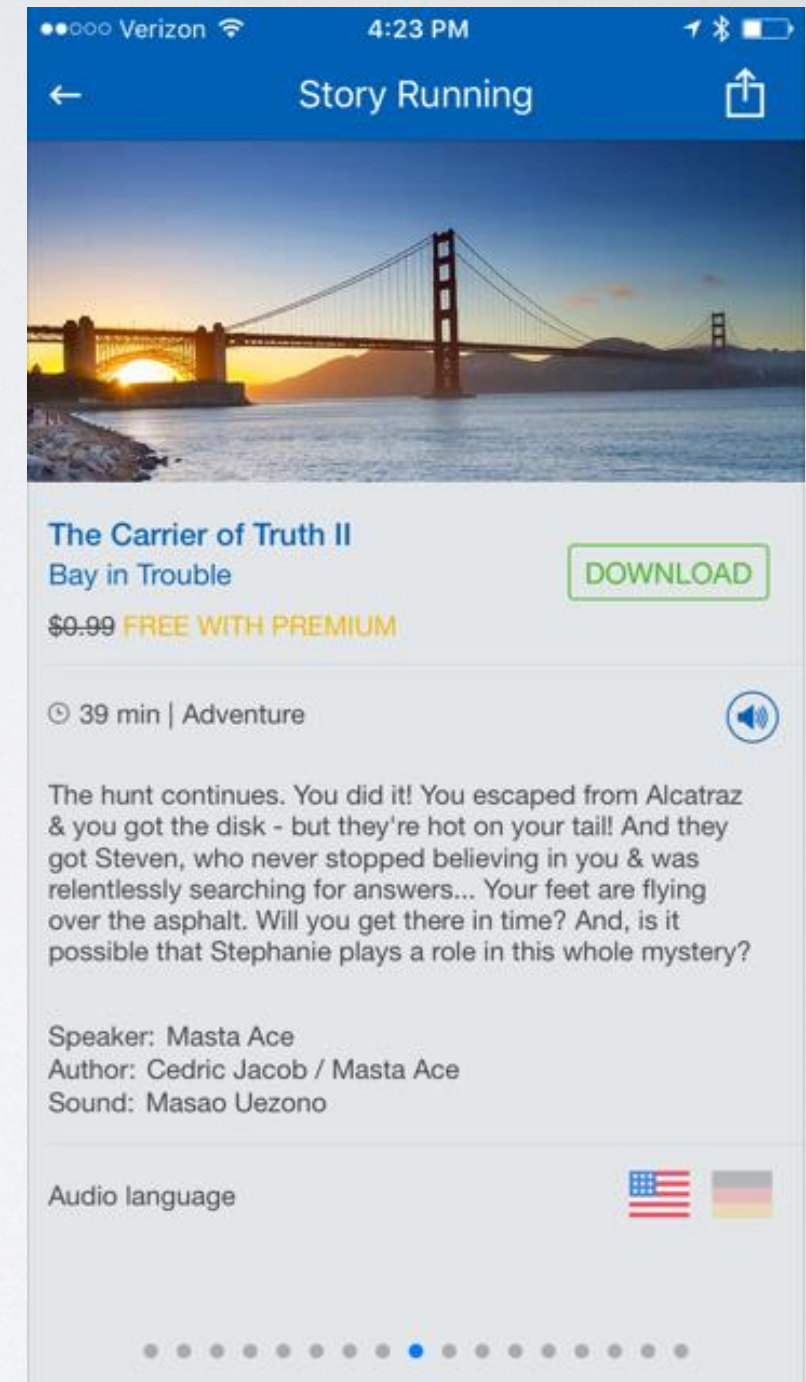 Verizon 4:23 PM
Story Running
The Carrier of Truth II
Bay in Trouble
DOWNLOAD
$0.99 FREE WITH PREMIUM
39 min | Adventure
The hunt continues. You did it! You escaped from Alcatraz
& you got the disk - but they're hot on your tail! And they
got Steven, who never stopped believing in you & was
relentlessly searching for answers... Your feet are flying
over the asphalt. Will you get there in time? And, is it
possible that Stephanie plays a role in this whole mystery?
Speaker: Masta Ace
Author: Cedric Jacob / Masta Ace
Sound: Masao Uezono
Audio language